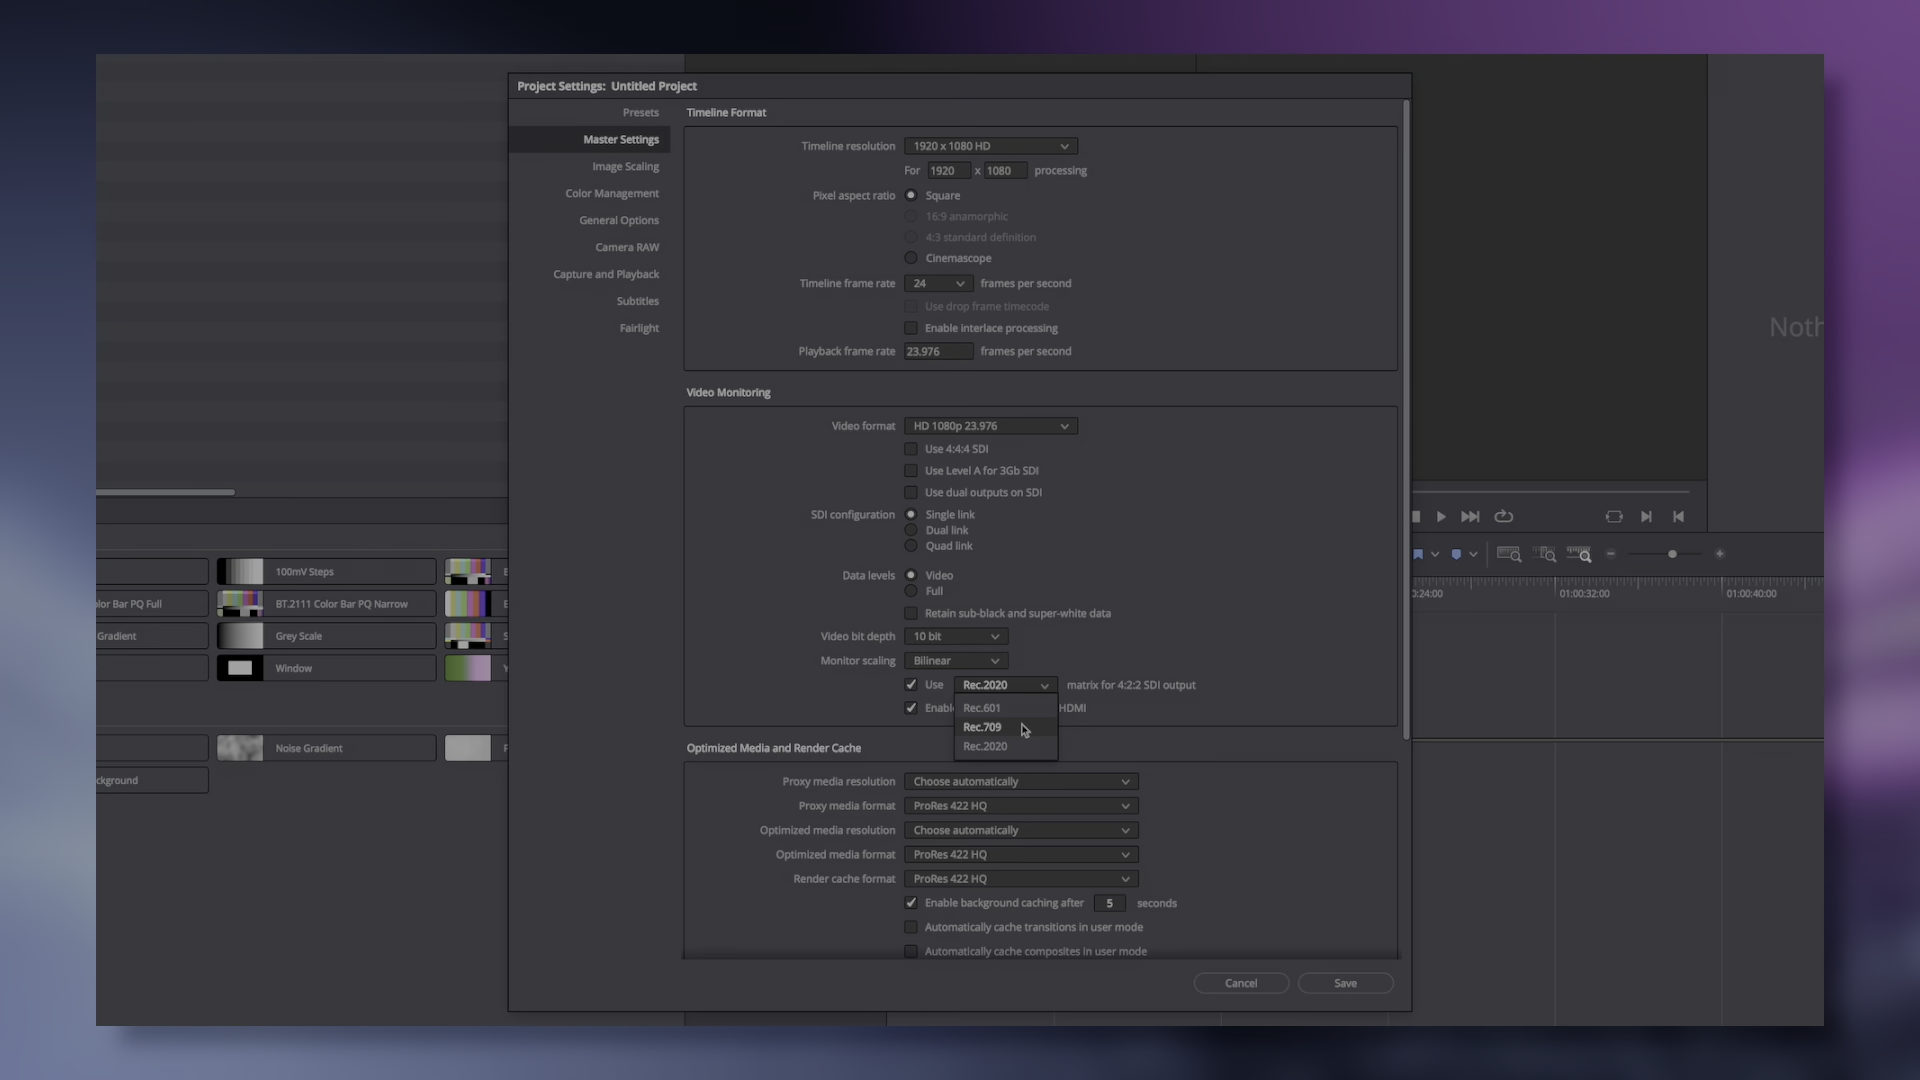 Project Settings: Untitled Project
Presets
Master Settings
Image Scaling
Color Management
General Options
Camera RAW
Capture and Playback
Subtitles
Fairlight
Timeline Format
Timeline resolution 1920 x 1080 HD
For 1920 x 1080 processing
Pixel aspect ratio Square
16:9 anamorphic
4:3 standard definition
Cinemascope
Timeline frame rate 24 frames per second
Use drop frame timecode
Enable interlace processing
Playback frame rate 23.976 frames per second
Video Monitoring
Video format HD 1080p 23.976
Use 4:4:4 SDI
Use Level A for 3Gb SDI
Use dual outputs on SDI
SDI configuration Single link
Dual link
Quad link
Data levels Video
Full
Retain sub-black and super-white data
Video bit depth 10 bit
Monitor scaling Bilinear
Use Rec.2020 matrix for 4:2:2 SDI output
Enabl HDMI
Rec.601
Rec.709
Rec.2020
Optimized Media and Render Cache
Proxy media resolution Choose automatically
Proxy media format ProRes 422 HQ
Optimized media resolution Choose automatically
Optimized media format ProRes 422 HQ
Render cache format ProRes 422 HQ
Enable background caching after 5 seconds
Automatically cache transitions in user mode
Automatically cache composites in user mode
Cancel Save
100mV Steps
lor Bar PQ Full BT.2111 Color Bar PQ Narrow
Gradient Grey Scale
Window
Noise Gradient
ckground
Noth
:24:00 01:00:32:00 01:00:40:00